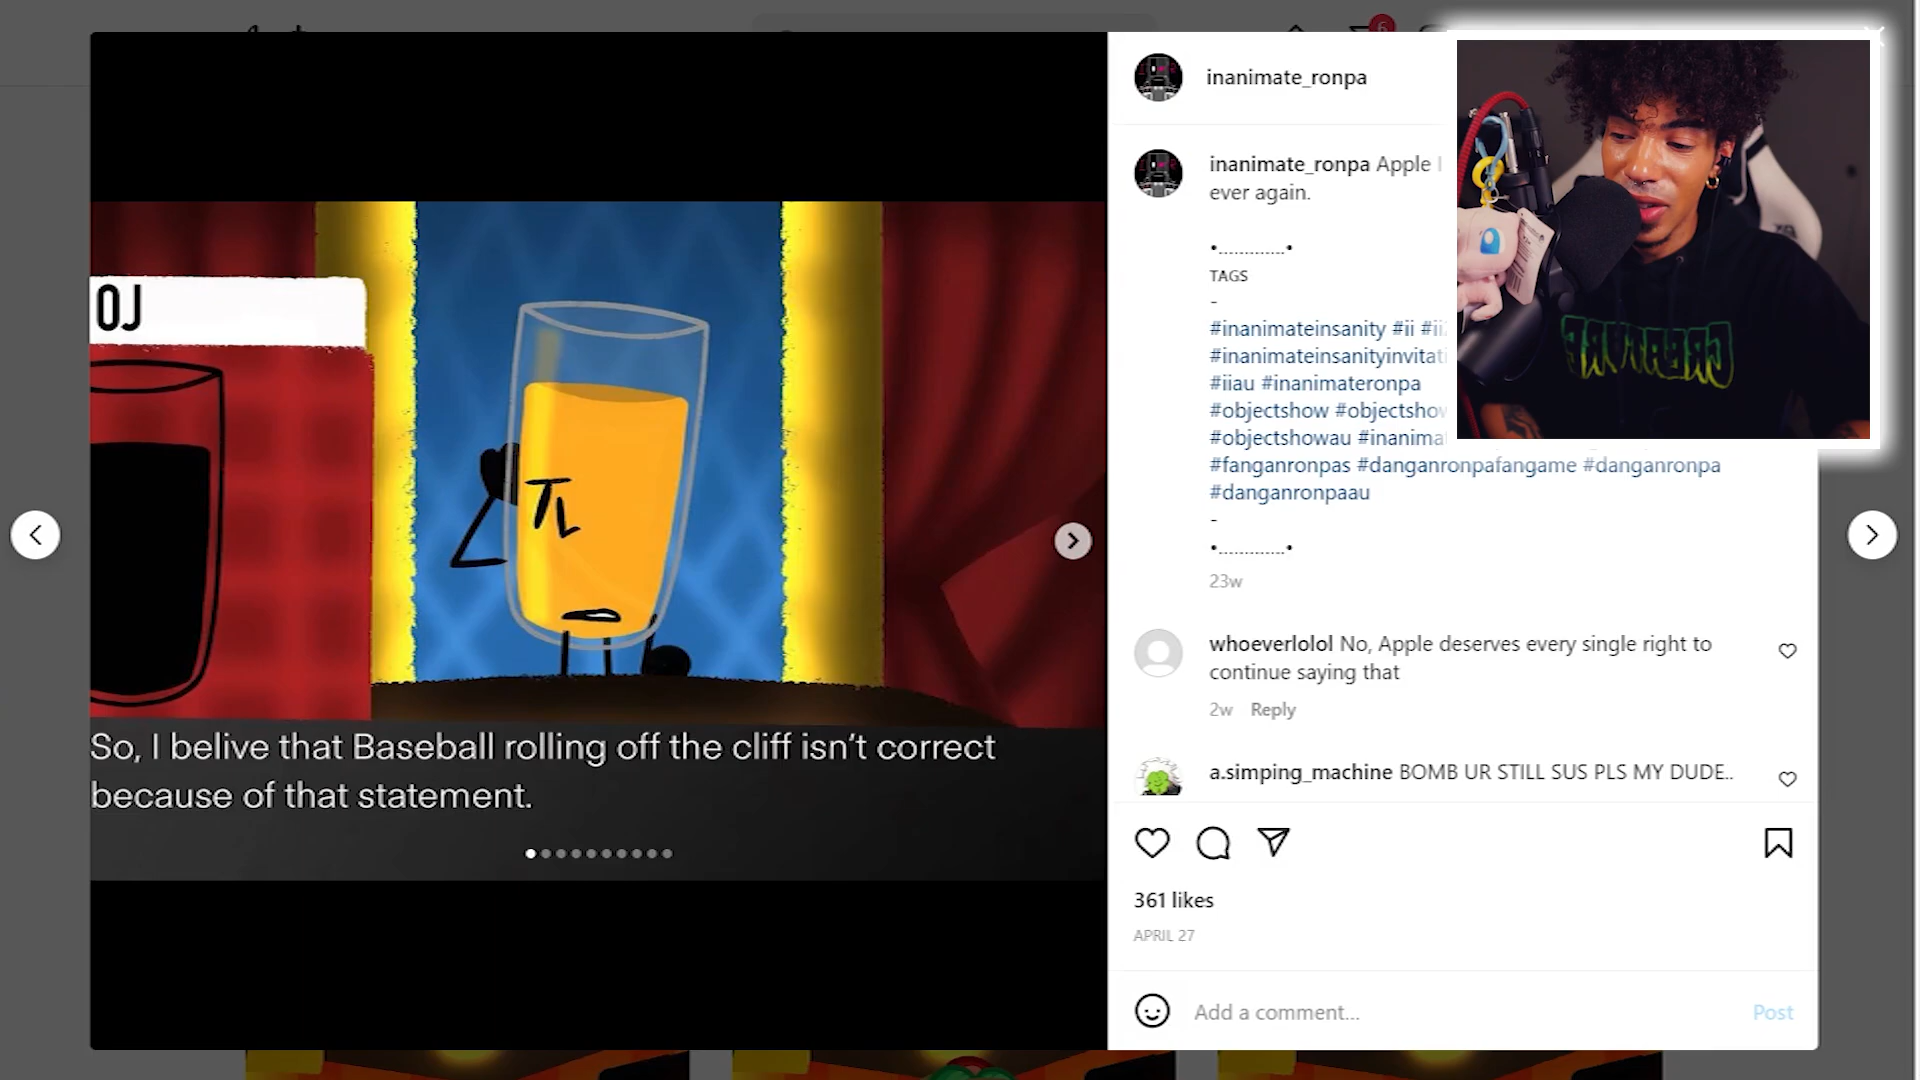 OJ
So, I belive that Baseball rolling off the cliff isn't correct
because of that statement.
inanimate_ronpa
inanimate_ronpa Apple I
ever again.
•.............•
TAGS
-
#inanimateinsanity #ii #ii
#inanimateinsanityinvitati
#iiau #inanimateronpa
#objectshow #objectshow
#objectshowau #inanima
#fanganronpas #danganronpafangame #danganronpa
#danganronpaau
-
•.............•
23w
whoeverlolol No, Apple deserves every single right to
continue saying that
2w Reply
a.simping_machine BOMB UR STILL SUS PLS MY DUDE..
361 likes
APRIL 27
Add a comment...
Post
6